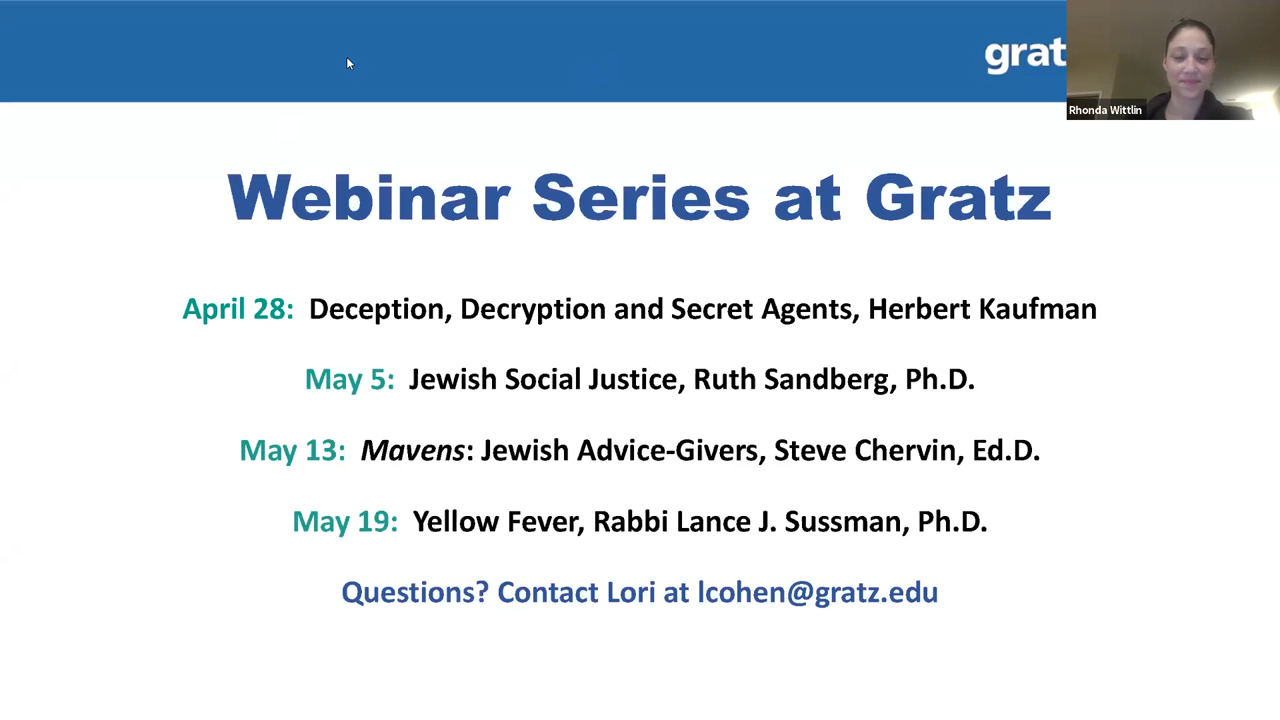 grat
Rhonda Wittlin
Webinar Series at Gratz
April 28: Deception, Decryption and Secret Agents, Herbert Kaufman
May 5: Jewish Social Justice, Ruth Sandberg, Ph.D.
May 13: Mavens: Jewish Advice-Givers, Steve Chervin, Ed.D.
May 19: Yellow Fever, Rabbi Lance J. Sussman, Ph.D.
Questions? Contact Lori at lcohen@gratz.edu